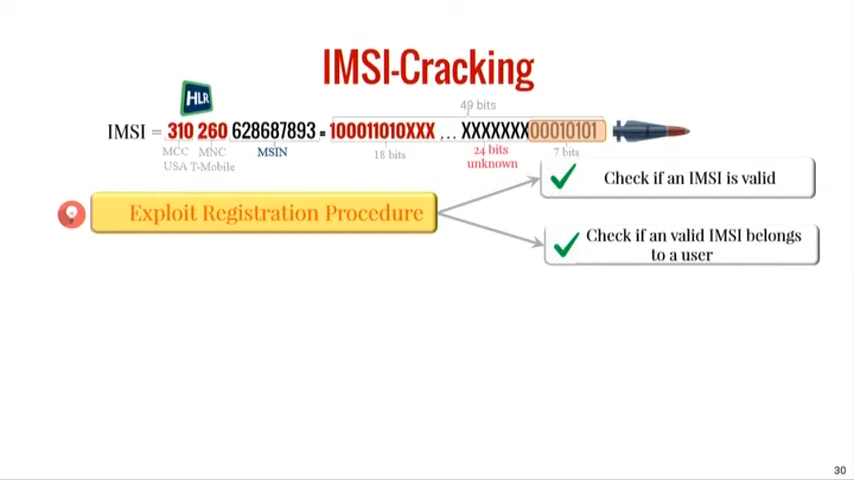 IMSI-Cracking
HLR
49 bits
IMSI = 310 260 628687893 = 100011010XXX ... XXXXXXX00010101
MCC MNC MSIN 18 bits 24 bits 7 bits
USA T-Mobile unknown
Check if an IMSI is valid
Exploit Registration Procedure
Check if an valid IMSI belongs
to a user
30